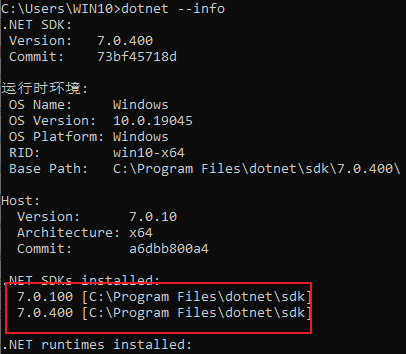 C:\Users\WIN10>dotnet --info
.NET SDK:
Version: 7.0.400
Commit: 73bf45718d
运行时环境:
OS Name: Windows
OS Version: 10.0.19045
OS Platform: Windows
RID: win10-x64
Base Path: C:\Program Files\dotnet\sdk\7.0.400\
Host:
Version: 7.0.10
Architecture: x64
Commit: a6dbb800a4
.NET SDKs installed:
7.0.100 [C:\Program Files\dotnet\sdk]
7.0.400 [C:\Program Files\dotnet\sdk]
.NET runtimes installed: